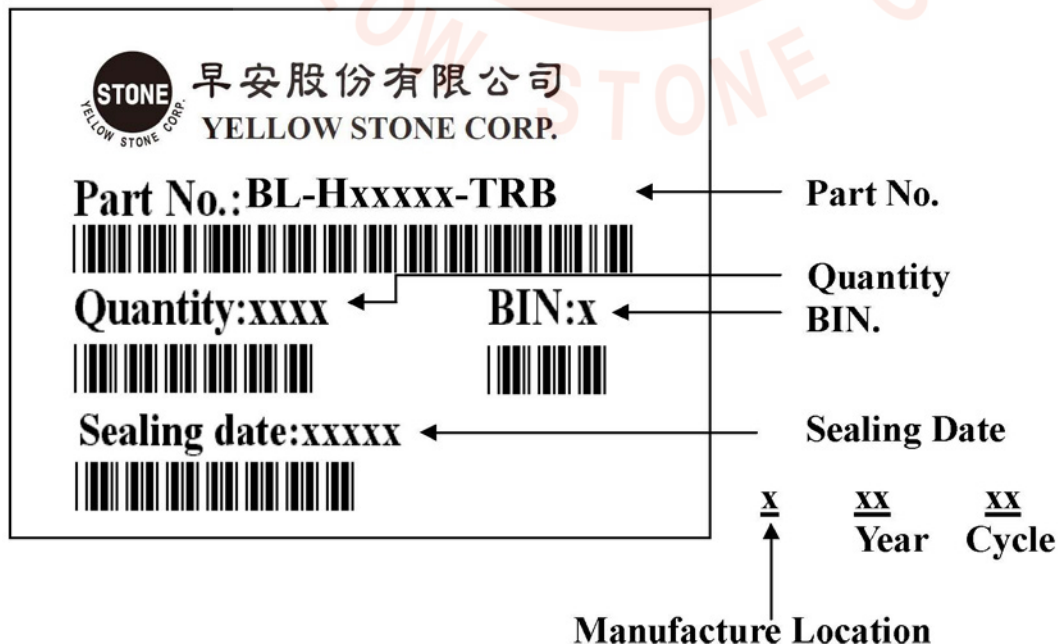 STONE
YELLOW STONE CORP.
早安股份有限公司
YELLOW STONE CORP.
Part No.:BL-Hxxxxx-TRB
Part No.
Quantity:xxxx
BIN:x
Quantity
BIN.
Sealing date:xxxxx
Sealing Date
x xx xx
Year Cycle
Manufacture Location
OW STONE